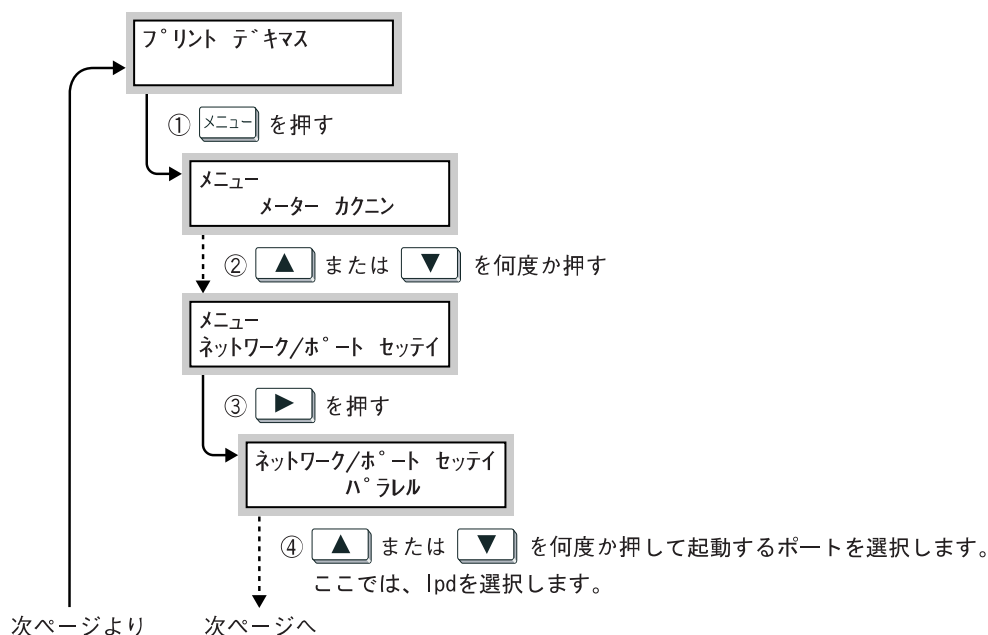 プリント デキマス
① メニュー を押す
メニュー
メーター カクニン
② ▲ または ▼ を何度か押す
メニュー
ネットワーク/ポート セッテイ
③ ▶ を押す
ネットワーク/ポート セッテイ
パラレル
④ ▲ または ▼ を何度か押して起動するポートを選択します。
ここでは、lpdを選択します。
次ページより 次ページへ